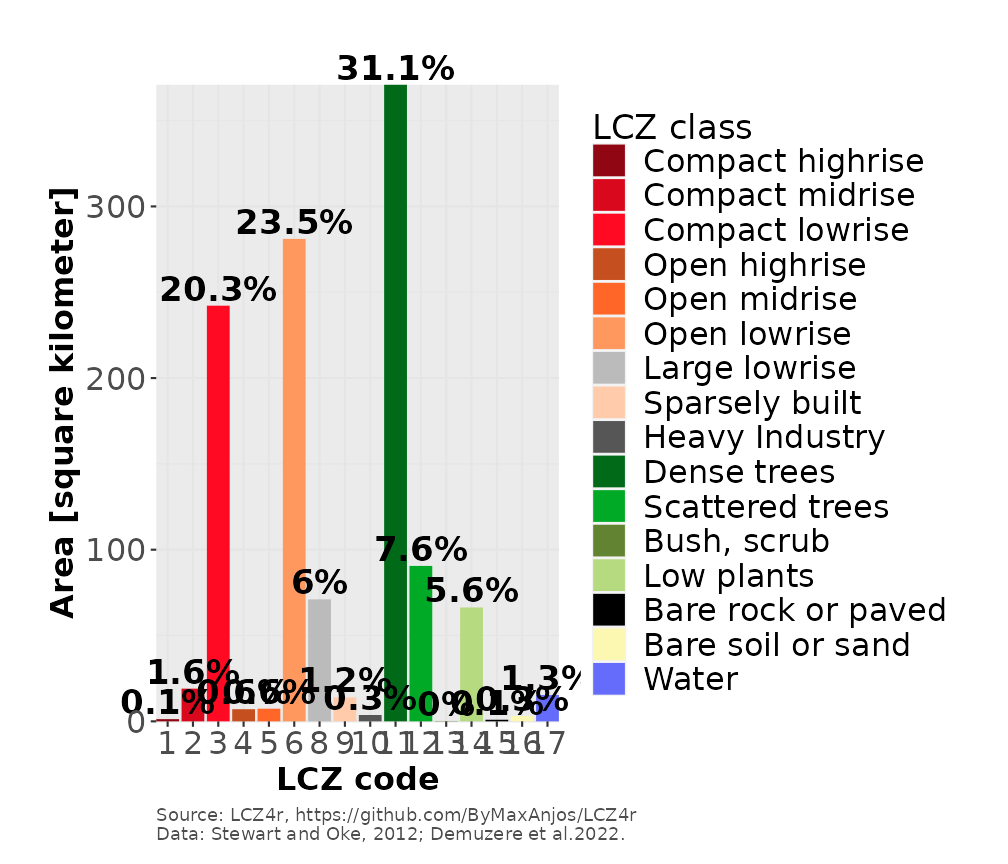 31.1%
23.5%
20.3%
7.6%
6%
5.6%
1.6%
1.2%
1.3%
0.1%
0.3%
0%
Area [square kilometer]
300
200
100
0
1 2 3 4 5 6 8 9 10 11 12 13 14 15 16 17
LCZ code
LCZ class
Compact highrise
Compact midrise
Compact lowrise
Open highrise
Open midrise
Open lowrise
Large lowrise
Sparsely built
Heavy Industry
Dense trees
Scattered trees
Bush, scrub
Low plants
Bare rock or paved
Bare soil or sand
Water
Source: LCZ4r, https://github.com/ByMaxAnjos/LCZ4r
Data: Stewart and Oke, 2012; Demuzere et al.2022.